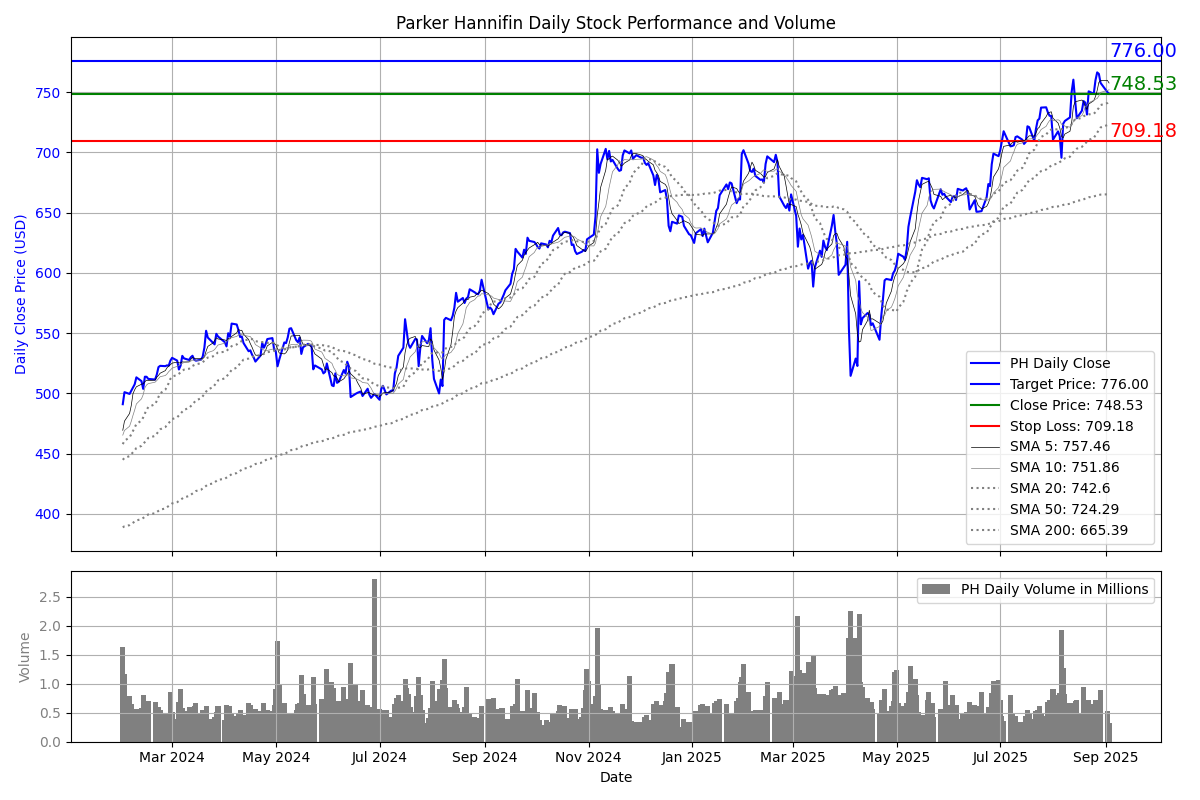 Parker Hannifin Daily Stock Performance and Volume
776.00
748.53
709.18
Daily Close Price (USD)
750
700
650
600
550
500
450
400
PH Daily Close
Target Price: 776.00
Close Price: 748.53
Stop Loss: 709.18
SMA 5: 757.46
SMA 10: 751.86
SMA 20: 742.6
SMA 50: 724.29
SMA 200: 665.39
PH Daily Volume in Millions
Volume
2.5
2.0
1.5
1.0
0.5
0.0
Mar 2024 May 2024 Jul 2024 Sep 2024 Nov 2024 Jan 2025 Mar 2025 May 2025 Jul 2025 Sep 2025
Date